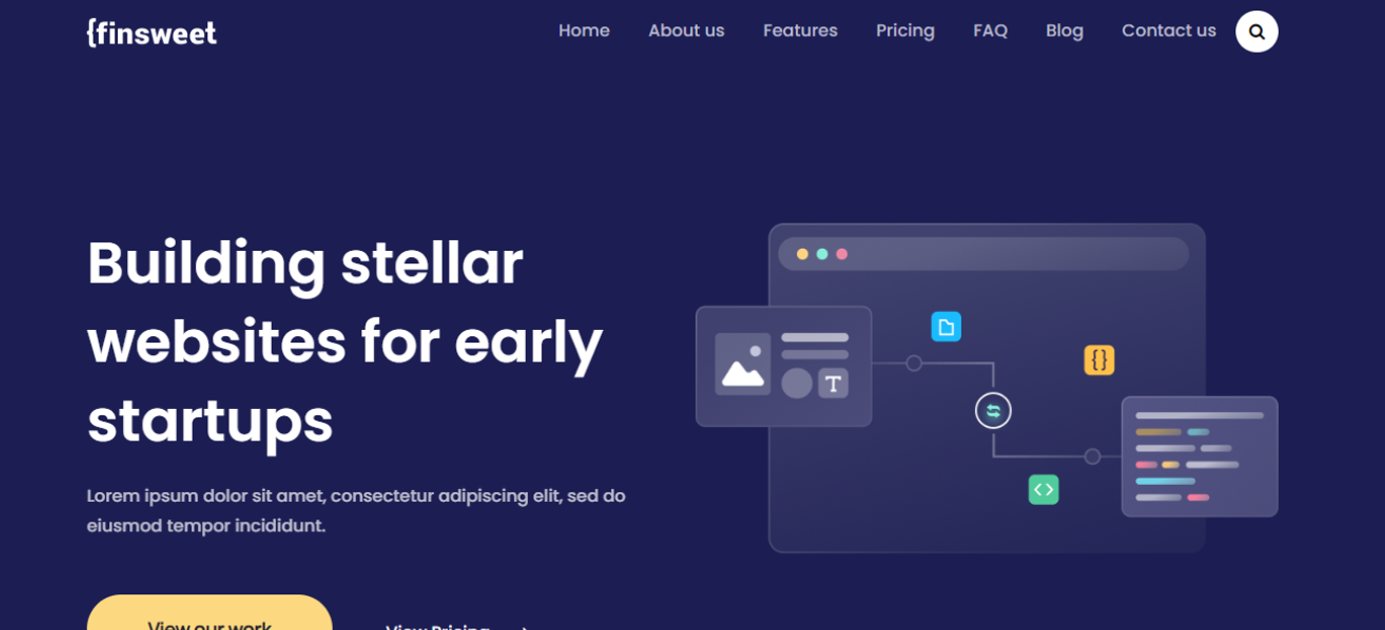 {finsweet
Home About us Features Pricing FAQ Blog Contact us
Building stellar
websites for early
startups
Lorem ipsum dolor sit amet, consectetur adipiscing elit, sed do
eiusmod tempor incididunt.
T
{}
<>
View our work View Pricing